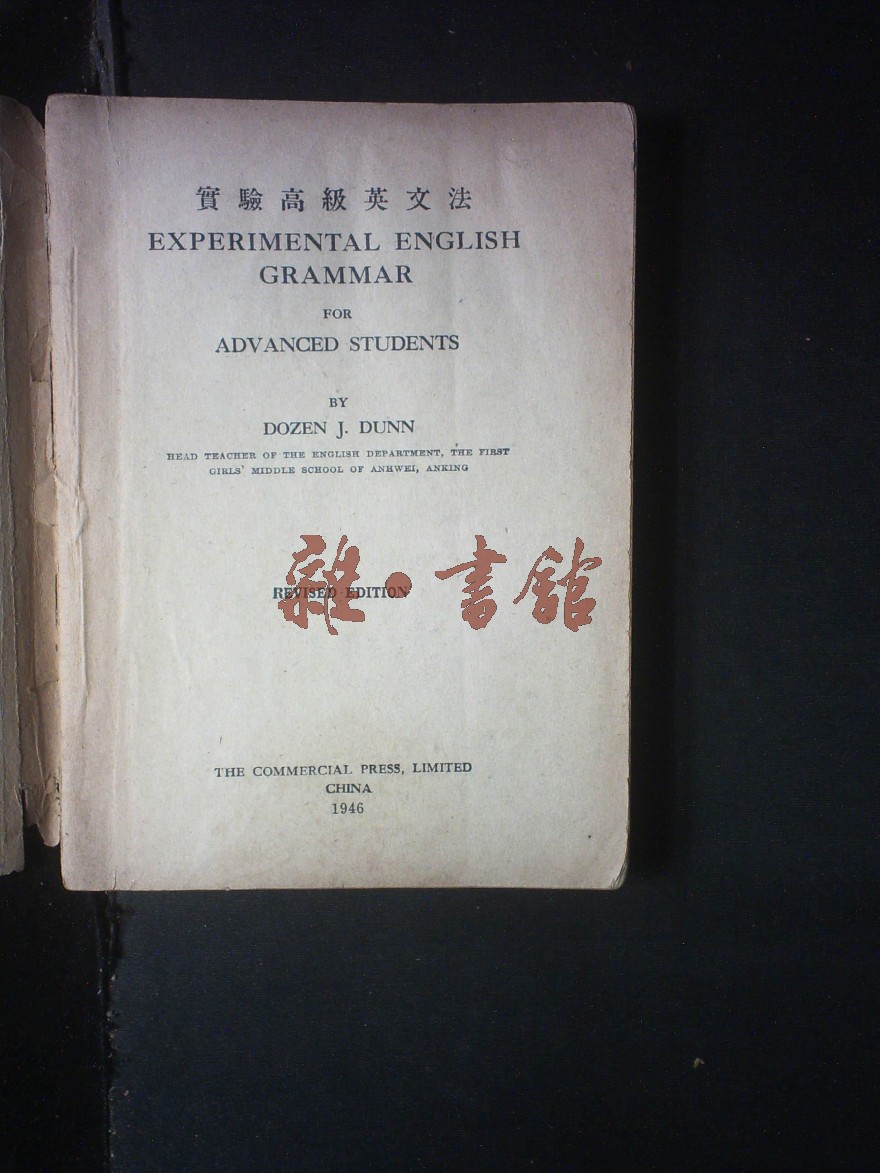 實驗高級英文法
EXPERIMENTAL ENGLISH
GRAMMAR
FOR
ADVANCED STUDENTS
BY
DOZEN J. DUNN
HEAD TEACHER OF THE ENGLISH DEPARTMENT, THE FIRST
GIRLS' MIDDLE SCHOOL OF ANHWEI, ANKING
REVISED EDITION
雜·書館
THE COMMERCIAL PRESS, LIMITED
CHINA
1946